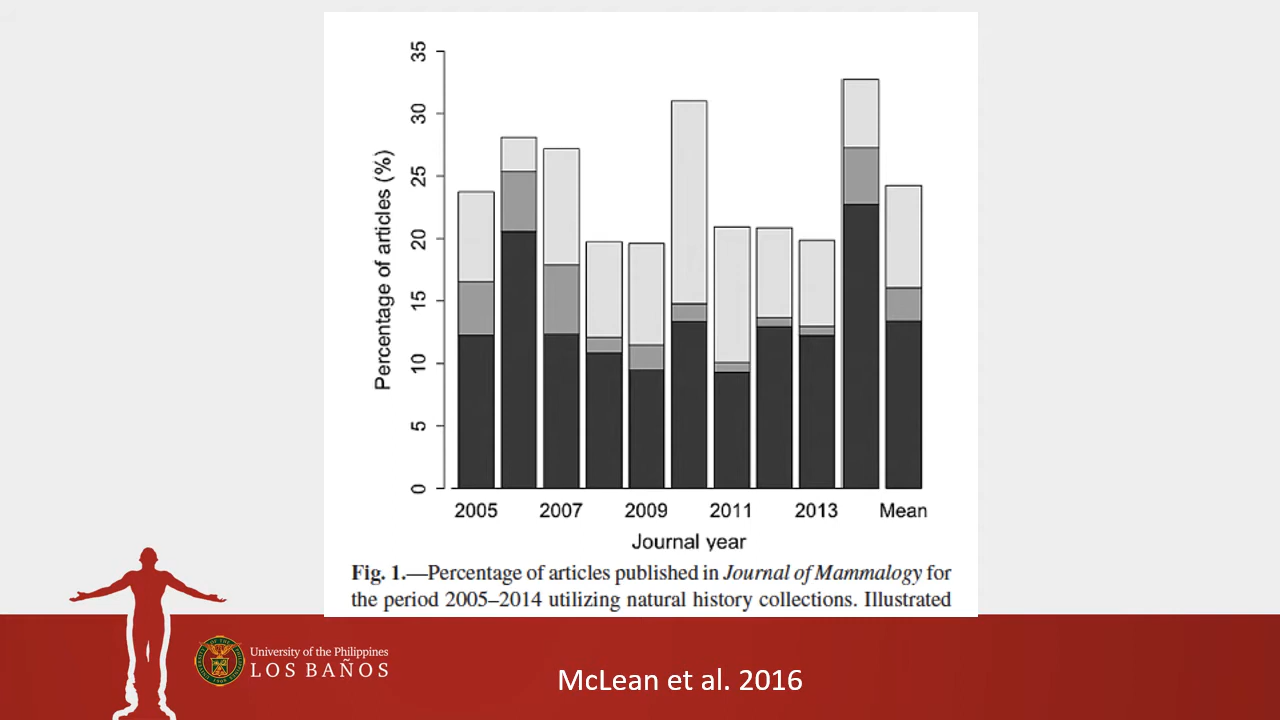 35
30
25
20
15
10
5
0
Percentage of articles (%)
2005 2007 2009 2011 2013 Mean
Journal year
Fig. 1.—Percentage of articles published in Journal of Mammalogy for
the period 2005–2014 utilizing natural history collections. Illustrated
University of the Philippines
LOS BAÑOS
McLean et al. 2016